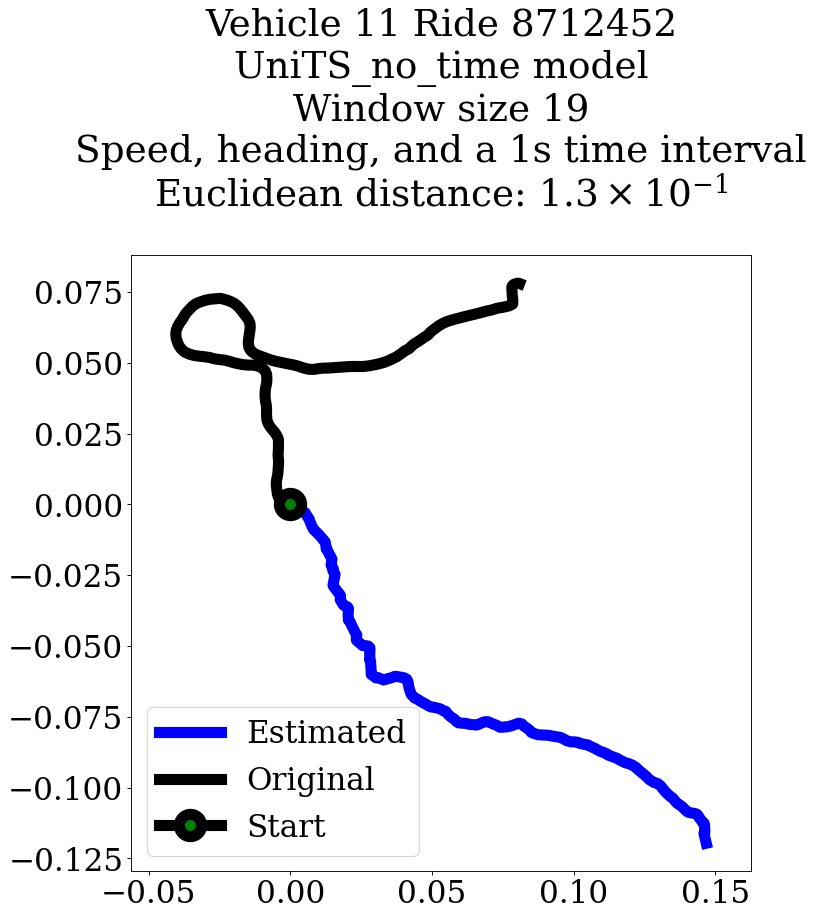 Vehicle 11 Ride 8712452
UniTS_no_time model
Window size 19
Speed, heading, and a 1s time interval
Euclidean distance: 1.3 × 10⁻¹
0.075
0.050
0.025
0.000
−0.025
−0.050
−0.075
−0.100
−0.125
Estimated
Original
Start
−0.05 0.00 0.05 0.10 0.15